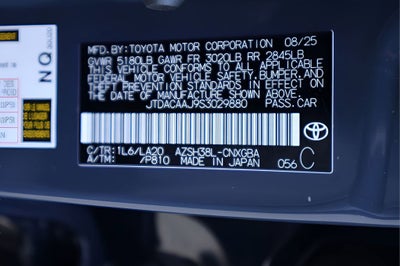 MFD.BY:TOYOTA MOTOR CORPORATION 08/25
GVWR 5180LB GAWR FR 3020LB RR 2845LB
THIS VEHICLE CONFORMS TO ALL APPLICABLE
FEDERAL MOTOR VEHICLE SAFETY, BUMPER, AND
THEFT PREVENTION STANDARDS IN EFFECT ON
THE DATE OF MANUFACTURE SHOWN ABOVE.
JTDACAAJ9S3029880 PASS.CAR
C/TR: 1L6/LA20 AZSH38L-CNXGBA
A/TM: -/P810 MADE IN JAPAN 056 C
TOYOTA
NQ